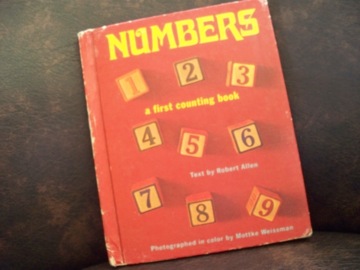 NUMBERS
1 2 3
a first counting book
4 5 6
Text by Robert Allen
7 8 9
Photographed in color by Mottke Weissman